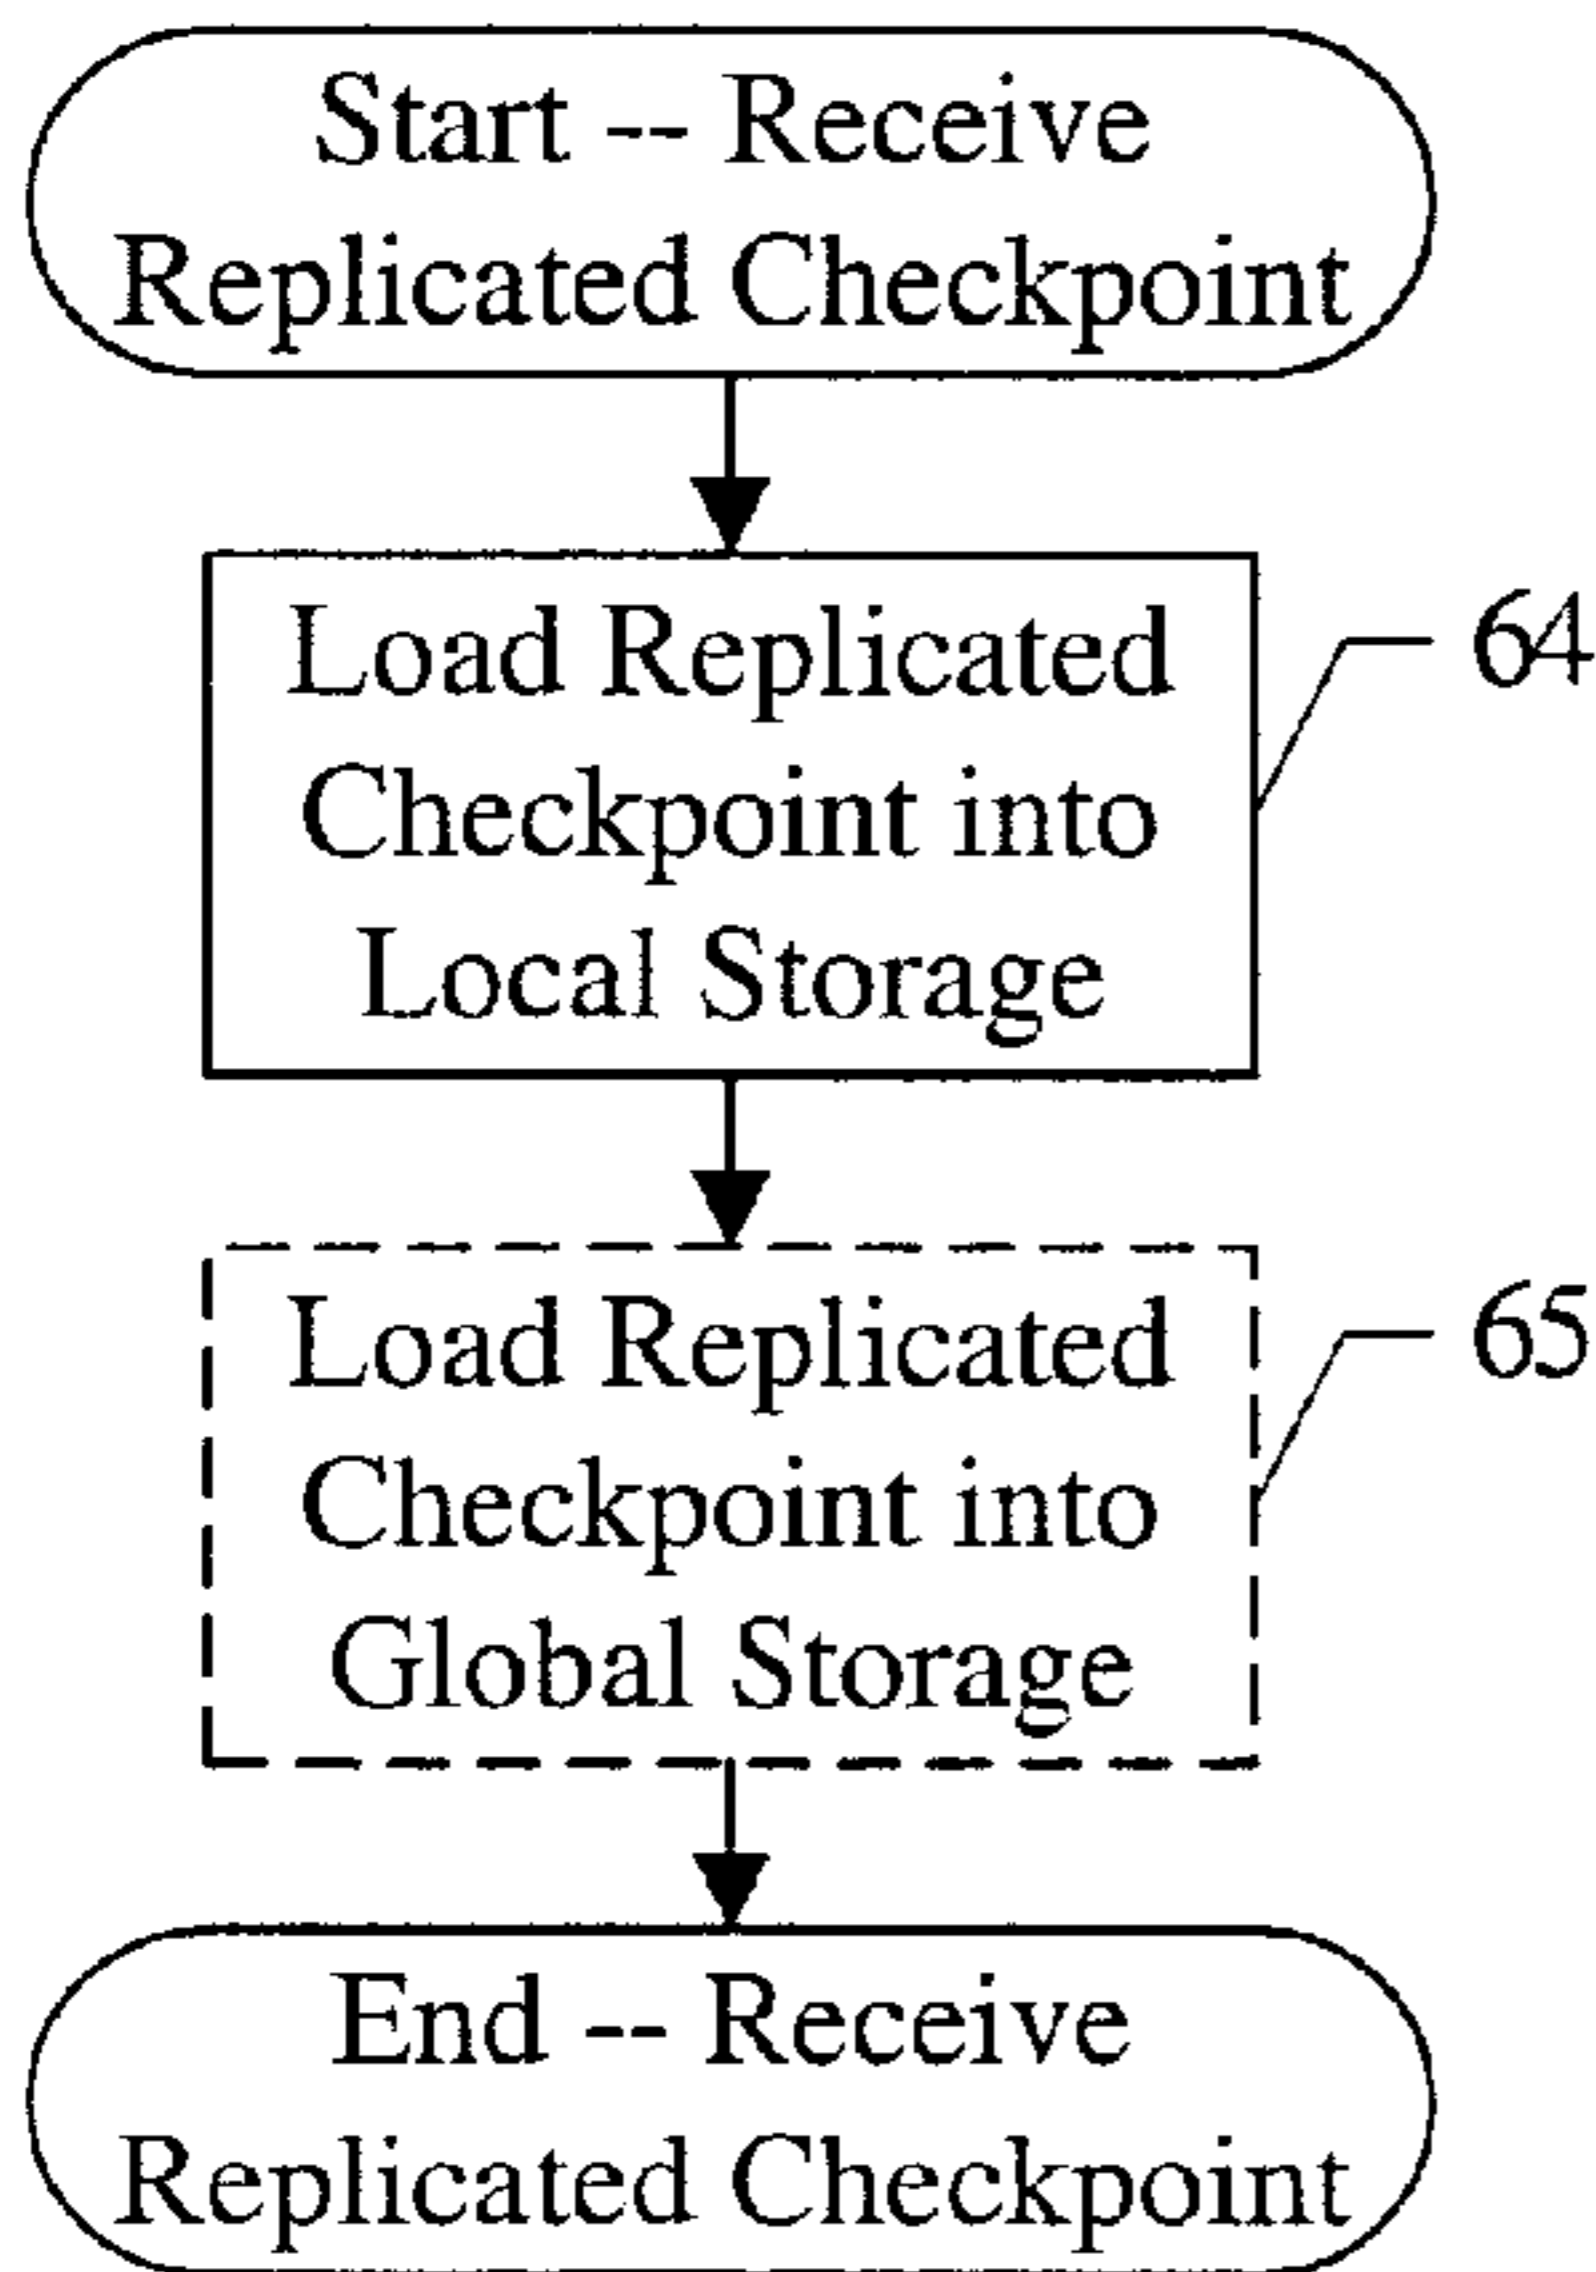 Start -- Receive
Replicated Checkpoint
Load Replicated
Checkpoint into
Local Storage
64
Load Replicated
Checkpoint into
Global Storage
65
End -- Receive
Replicated Checkpoint